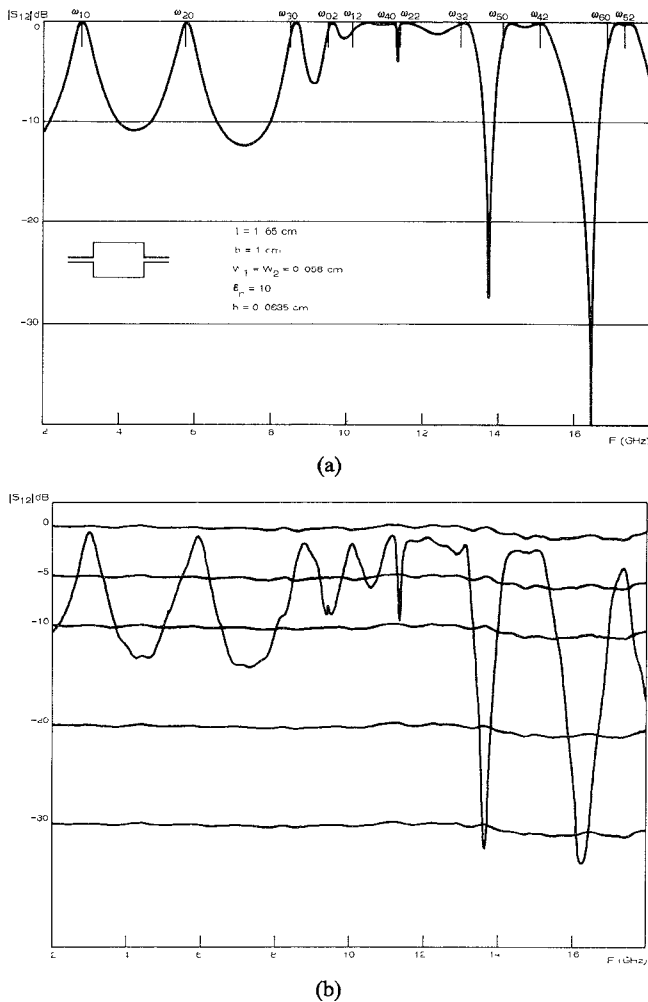 |S₁₂|dB
ω₁₀ ω₂₀ ω₃₀ ω₀₂ ω₁₂ ω₄₀ ω₂₂ ω₃₂ ω₅₀ ω₄₂ ω₆₀ ω₅₂
0
-10
-20
-30
l = 1.65 cm
b = 1 cm
W₁ = W₂ = 0.058 cm
εr = 10
h = 0.0635 cm
2 4 6 8 10 12 14 16 F (GHz)
(a)
|S₁₂|dB
0
-5
-10
-20
-30
2 4 6 8 10 12 14 16 F (GHz)
(b)